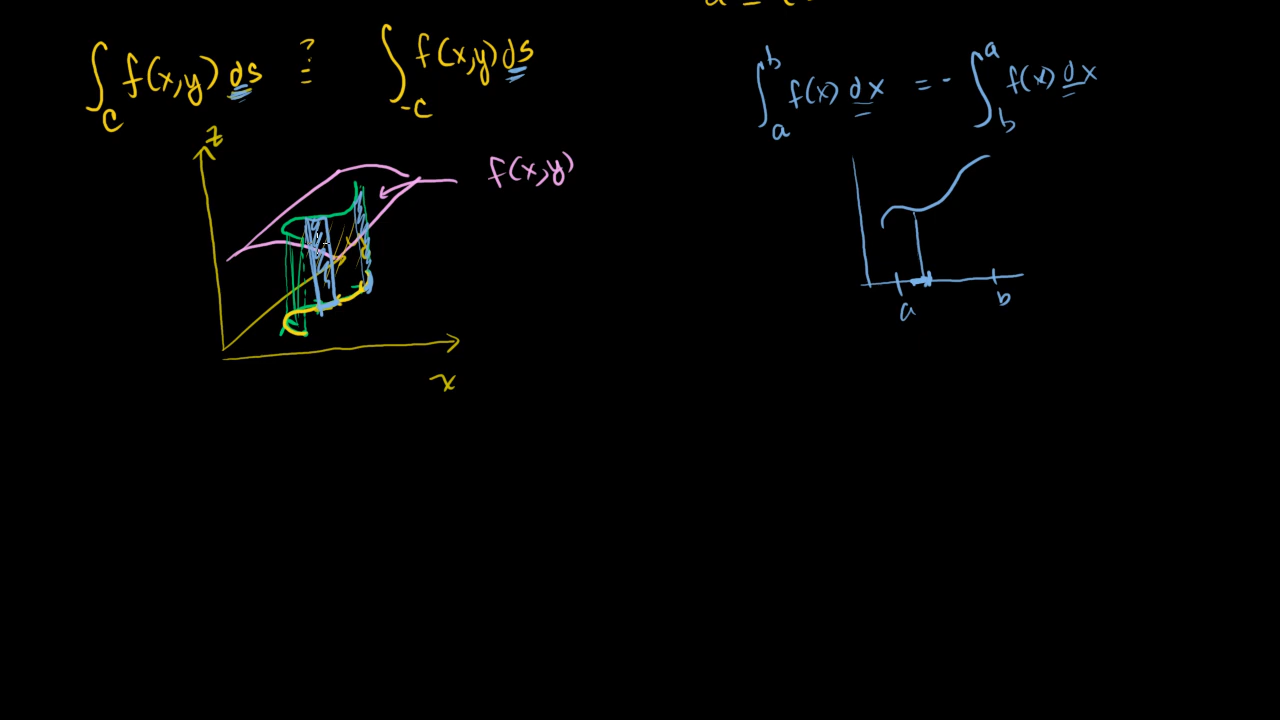 ∫_C f(x,y) ds ≡? ∫_{-C} f(x,y) ds
∫_a^b f(x) dx = - ∫_b^a f(x) dx
z
f(x,y)
y
x
a
b